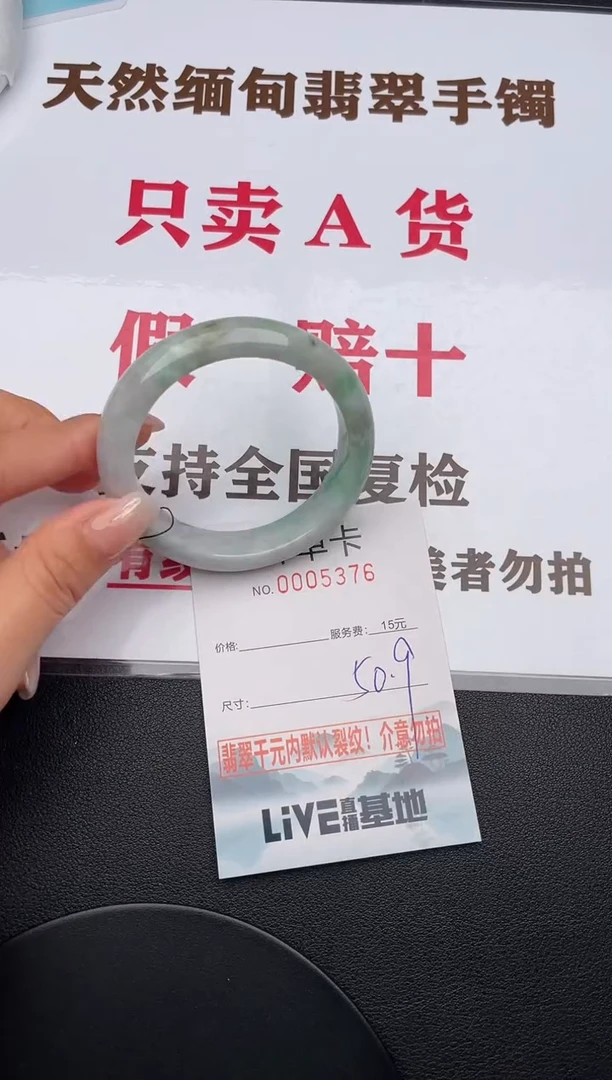 天然缅甸翡翠手镯
只卖A货
假 赔十
支持全国复检
有 者勿拍
卡
NO.0005376
价格: 服务费: 15元
尺寸: 50.9
翡翠千元内默认裂纹！介意勿拍
LiVE直播基地